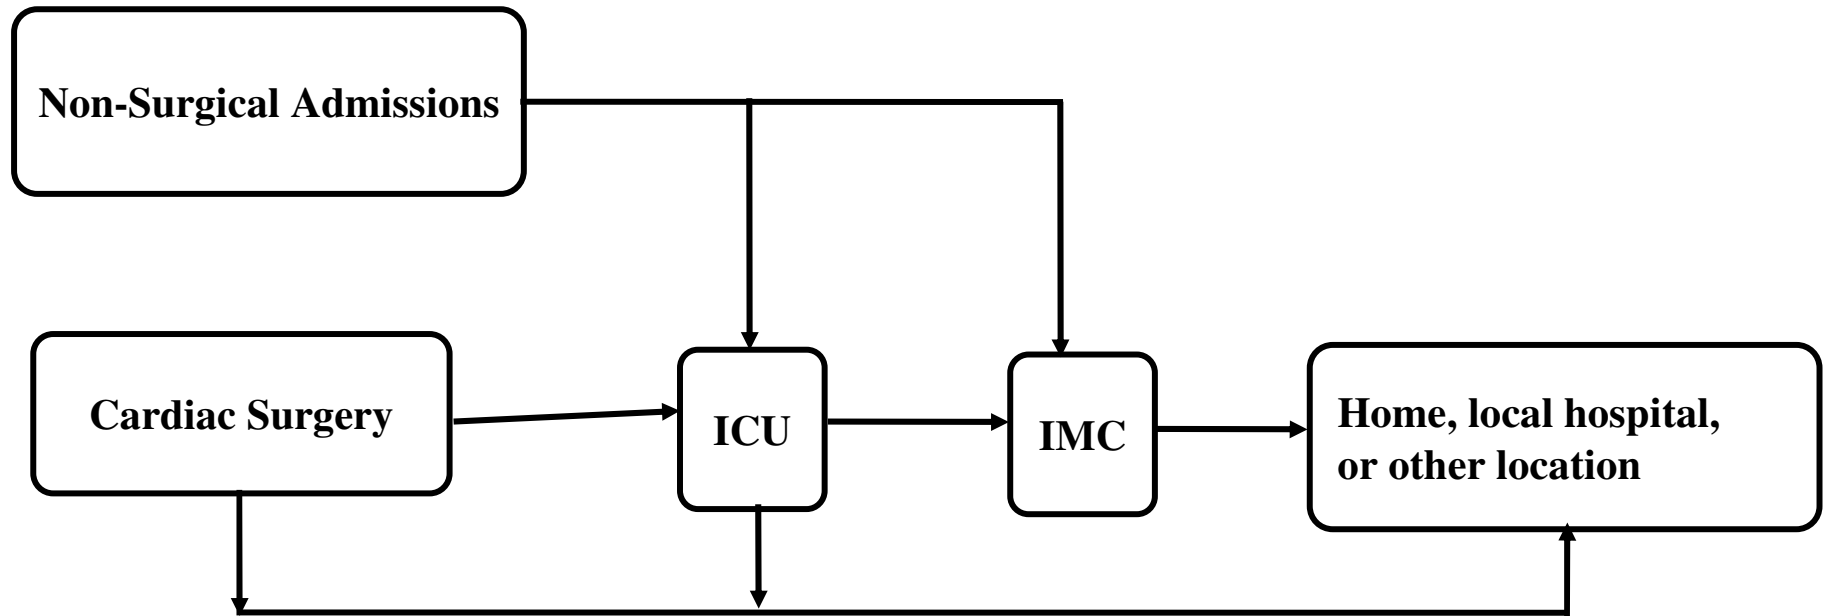 Non-Surgical Admissions
Cardiac Surgery
ICU
IMC
Home, local hospital,
or other location